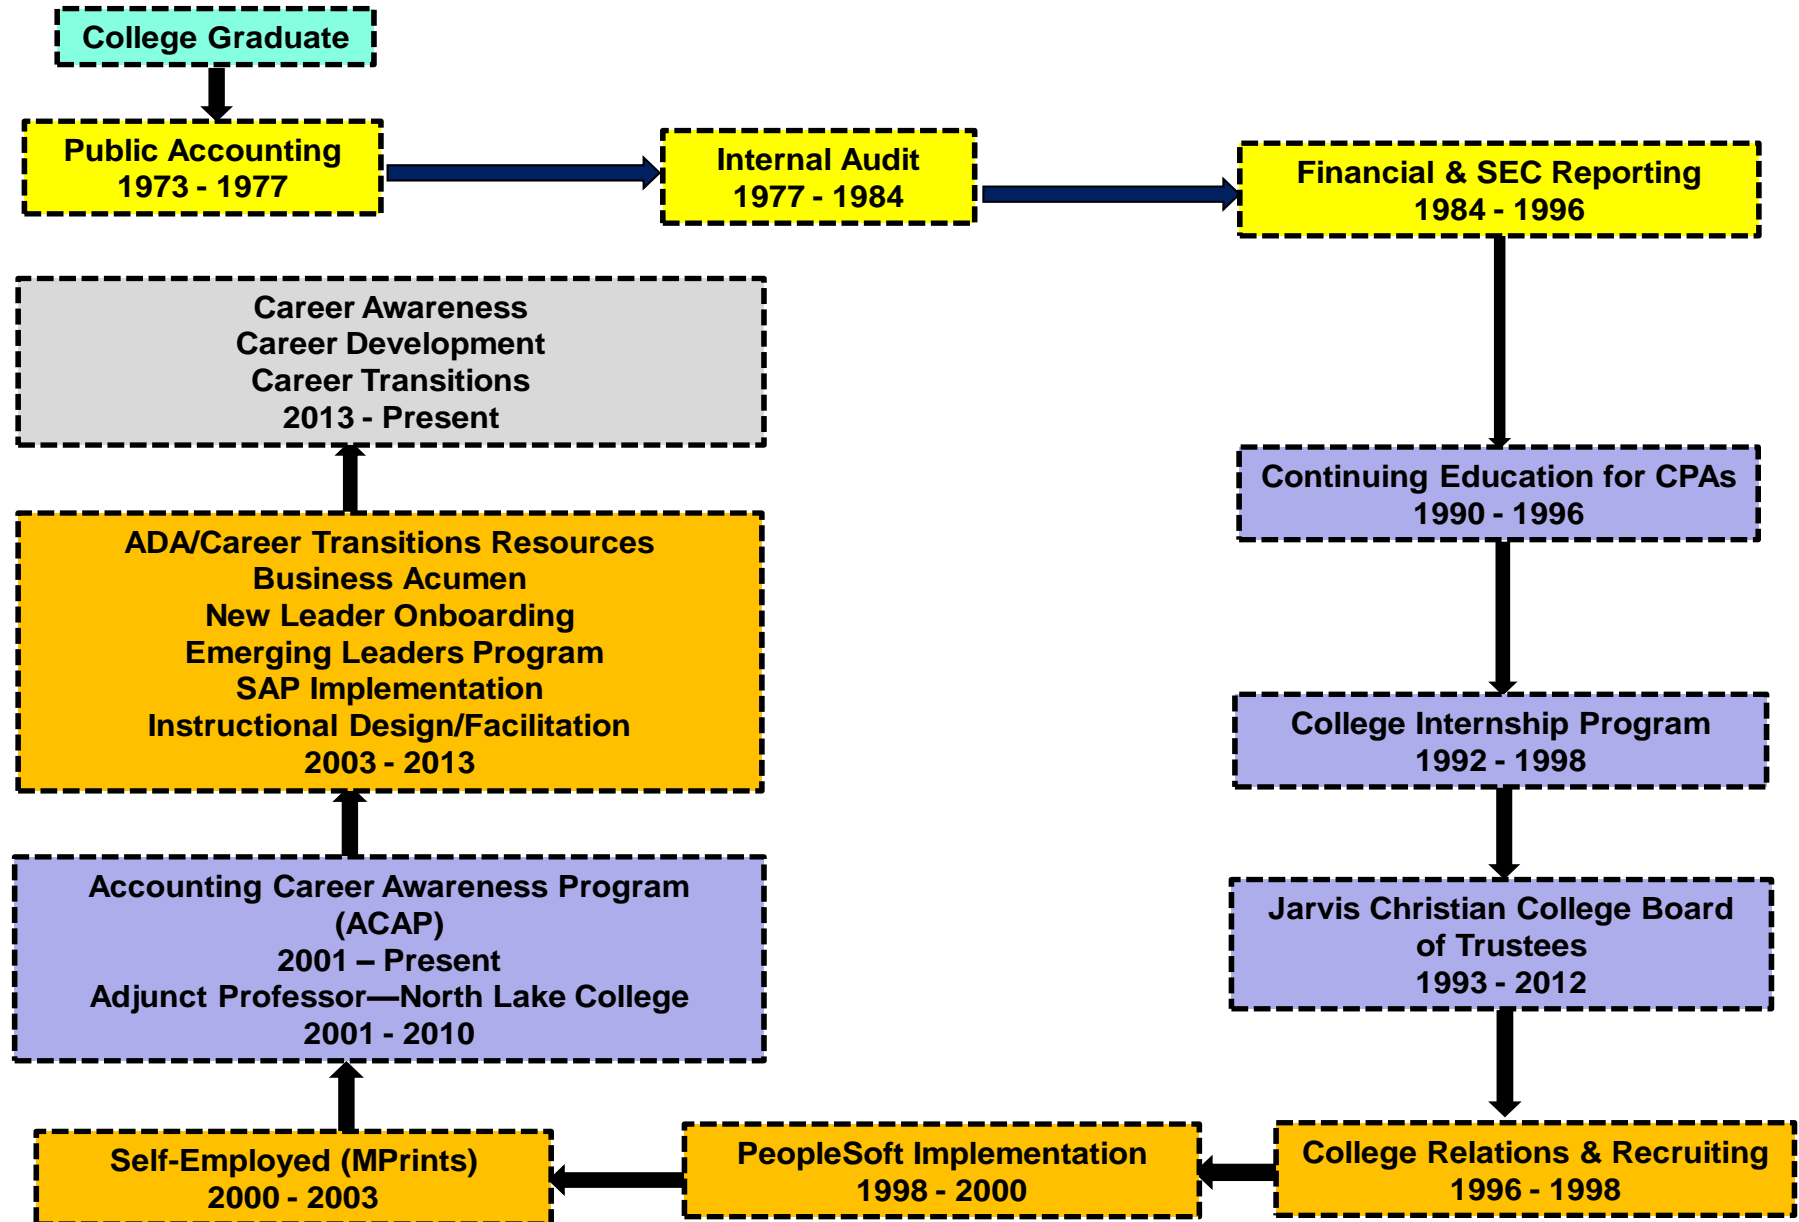 College Graduate
Public Accounting
1973 - 1977
Internal Audit
1977 - 1984
Financial & SEC Reporting
1984 - 1996
Continuing Education for CPAs
1990 - 1996
College Internship Program
1992 - 1998
Jarvis Christian College Board
of Trustees
1993 - 2012
College Relations & Recruiting
1996 - 1998
PeopleSoft Implementation
1998 - 2000
Self-Employed (MPrints)
2000 - 2003
Accounting Career Awareness Program
(ACAP)
2001 – Present
Adjunct Professor—North Lake College
2001 - 2010
ADA/Career Transitions Resources
Business Acumen
New Leader Onboarding
Emerging Leaders Program
SAP Implementation
Instructional Design/Facilitation
2003 - 2013
Career Awareness
Career Development
Career Transitions
2013 - Present